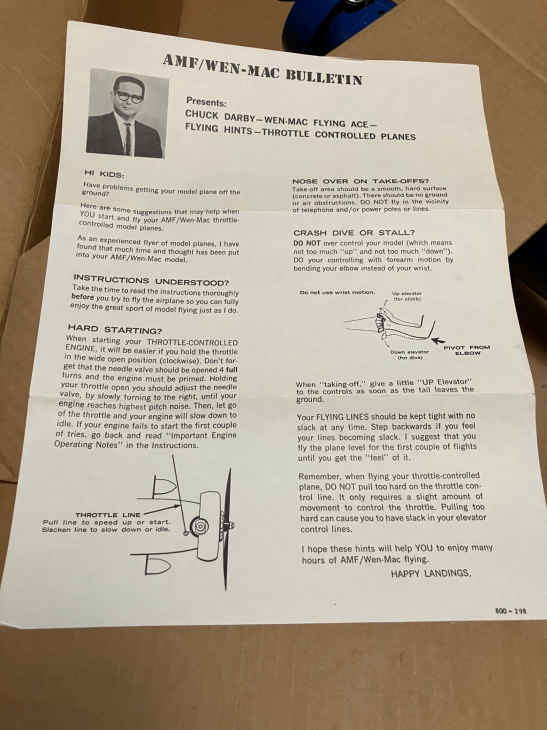 AMF/WEN-MAC BULLETIN
Presents:
CHUCK DARBY—WEN-MAC FLYING ACE—
FLYING HINTS—THROTTLE CONTROLLED PLANES
HI KIDS:
Have problems getting your model plane off the
ground?
Here are some suggestions that may help when
YOU start and fly your AMF/Wen-Mac throttle-
controlled model planes.
As an experienced flyer of model planes, I have
found that much time and thought has been put
into your AMF/Wen-Mac model.
INSTRUCTIONS UNDERSTOOD?
Take the time to read the instructions thoroughly
before you try to fly the airplane so you can fully
enjoy the great sport of model flying just as I do.
HARD STARTING?
When starting your THROTTLE-CONTROLLED
ENGINE, it will be easier if you hold the throttle
in the wide open position (clockwise). Don't for-
get that the needle valve should be opened 4 full
turns and the engine must be primed. Holding
your throttle open you should adjust the needle
valve, by slowly turning to the right, until your
engine reaches highest pitch noise. Then, let go
of the throttle and your engine will slow down to
idle. If your engine fails to start the first couple
of tries, go back and read "Important Engine
Operating Notes" in the Instructions.
THROTTLE LINE
Pull line to speed up or start.
Slacken line to slow down or idle.
NOSE OVER ON TAKE-OFFS?
Take-off area should be a smooth, hard surface
(concrete or asphalt). There should be no ground
or air obstructions. DO NOT fly in the vicinity
of telephone and/or power poles or lines.
CRASH DIVE OR STALL?
DO NOT over control your model (which means
not too much "up" and not too much "down").
DO your controlling with forearm motion by
bending your elbow instead of your wrist.
Do not use wrist motion.
Up elevator
(for climb)
PIVOT FROM
ELBOW
Down elevator
(for dive)
When "taking-off," give a little "UP Elevator"
to the controls as soon as the tail leaves the
ground.
Your FLYING LINES should be kept tight with no
slack at any time. Step backwards if you feel
your lines becoming slack. I suggest that you
fly the plane level for the first couple of flights
until you get the "feel" of it.
Remember, when flying your throttle-controlled
plane, DO NOT pull too hard on the throttle con-
trol line. It only requires a slight amount of
movement to control the throttle. Pulling too
hard can cause you to have slack in your elevator
control lines.
I hope these hints will help YOU to enjoy many
hours of AMF/Wen-Mac flying.
HAPPY LANDINGS,
800-198